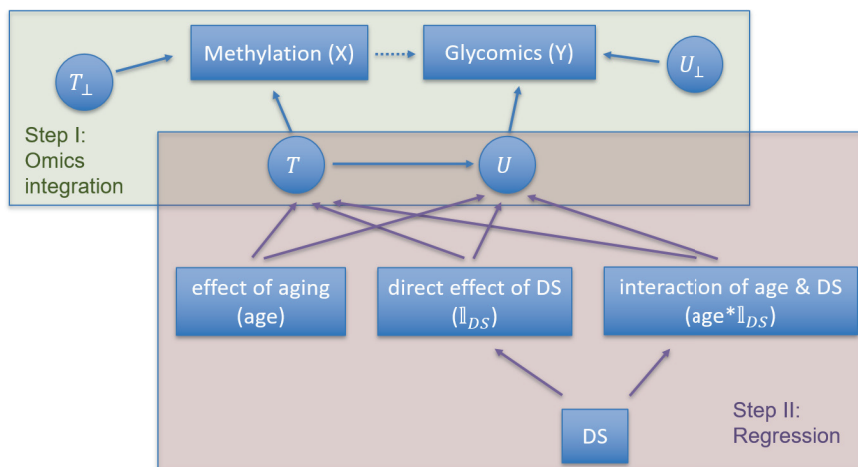 Methylation (X)
Glycomics (Y)
T⊥
U⊥
Step I:
Omics
integration
T
U
effect of aging
(age)
direct effect of DS
(𝕀DS)
interaction of age & DS
(age*𝕀DS)
DS
Step II:
Regression